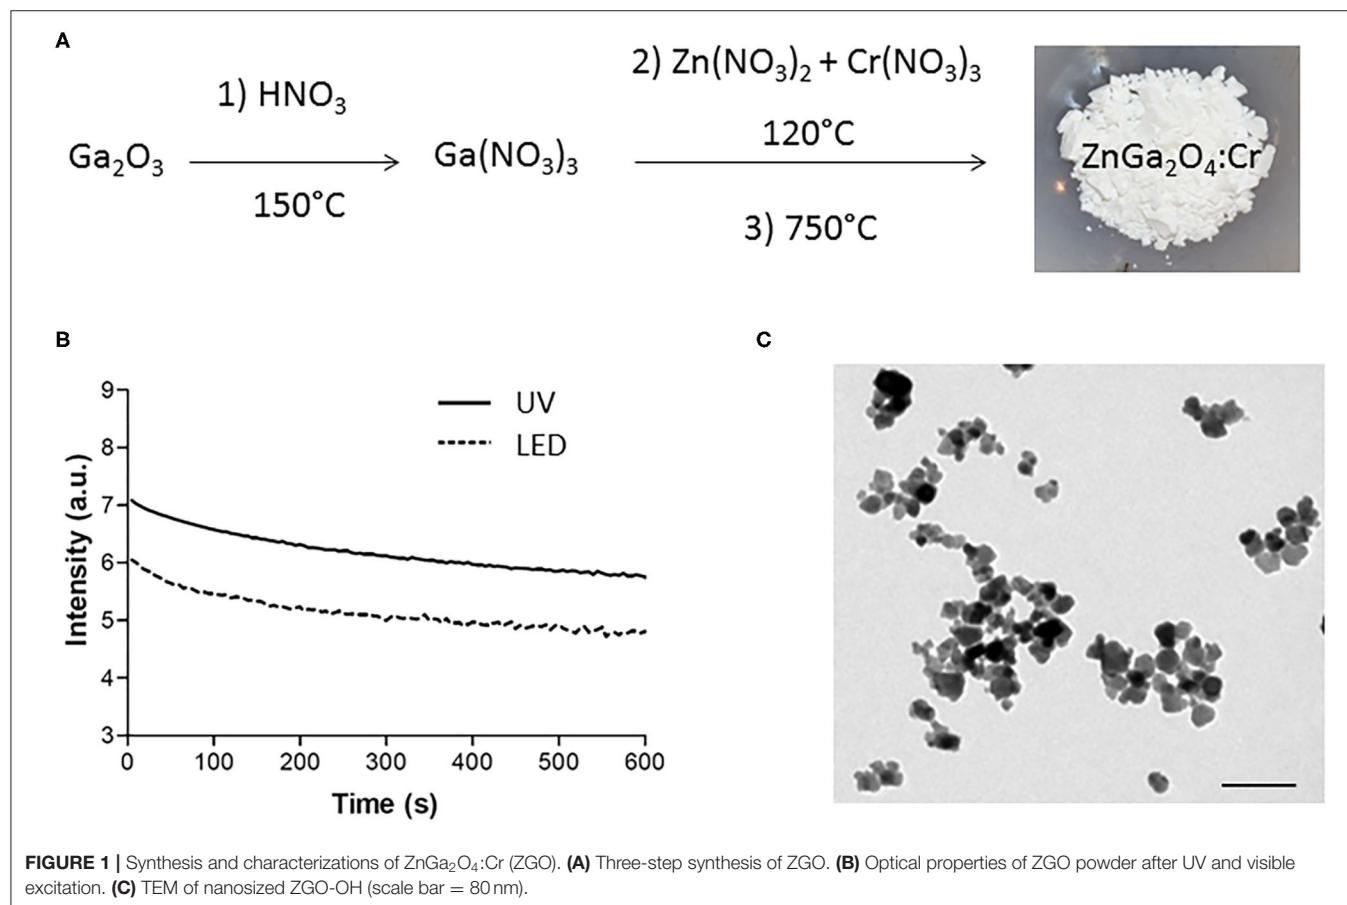 A
1) HNO₃
Ga₂O₃
150°C
Ga(NO₃)₃
2) Zn(NO₃)₂ + Cr(NO₃)₃
120°C
3) 750°C
ZnGa₂O₄:Cr
B
UV
LED
Intensity (a.u.)
9
8
7
6
5
4
3
0 100 200 300 400 500 600
Time (s)
C
FIGURE 1 | Synthesis and characterizations of ZnGa₂O₄:Cr (ZGO). (A) Three-step synthesis of ZGO. (B) Optical properties of ZGO powder after UV and visible
excitation. (C) TEM of nanosized ZGO-OH (scale bar = 80 nm).